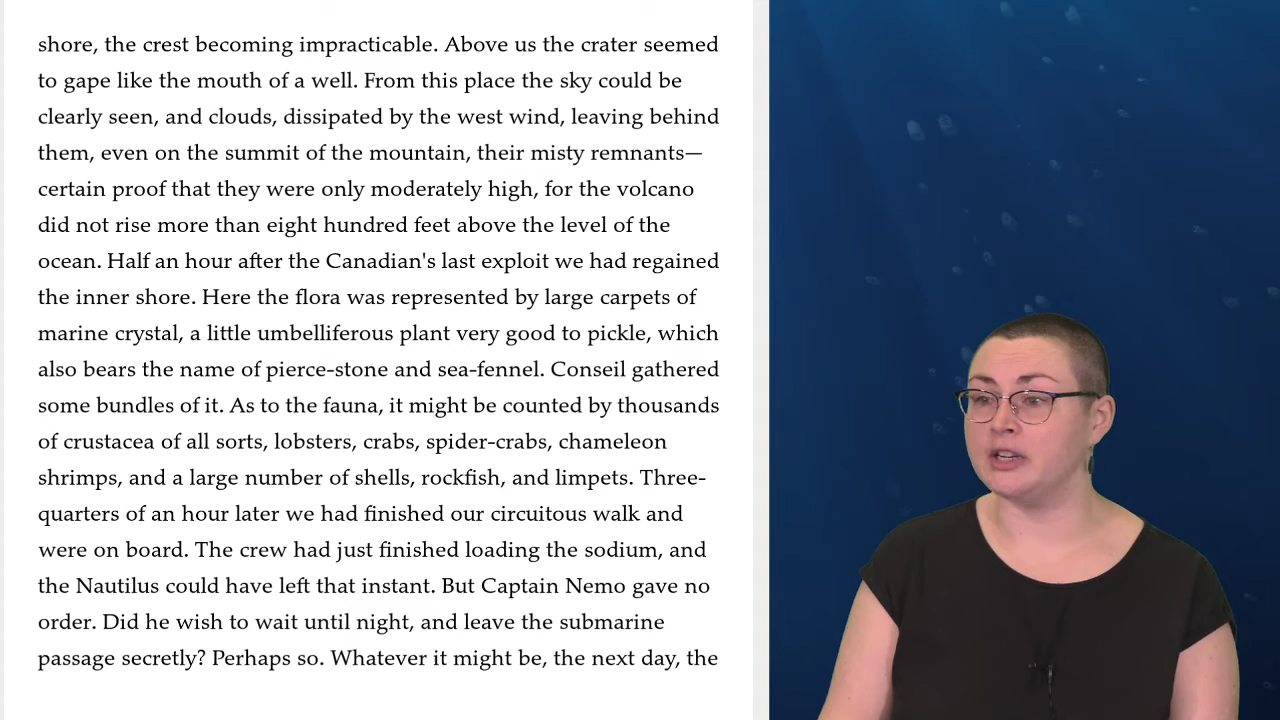 shore, the crest becoming impracticable. Above us the crater seemed
to gape like the mouth of a well. From this place the sky could be
clearly seen, and clouds, dissipated by the west wind, leaving behind
them, even on the summit of the mountain, their misty remnants—
certain proof that they were only moderately high, for the volcano
did not rise more than eight hundred feet above the level of the
ocean. Half an hour after the Canadian's last exploit we had regained
the inner shore. Here the flora was represented by large carpets of
marine crystal, a little umbelliferous plant very good to pickle, which
also bears the name of pierce-stone and sea-fennel. Conseil gathered
some bundles of it. As to the fauna, it might be counted by thousands
of crustacea of all sorts, lobsters, crabs, spider-crabs, chameleon
shrimps, and a large number of shells, rockfish, and limpets. Three-
quarters of an hour later we had finished our circuitous walk and
were on board. The crew had just finished loading the sodium, and
the Nautilus could have left that instant. But Captain Nemo gave no
order. Did he wish to wait until night, and leave the submarine
passage secretly? Perhaps so. Whatever it might be, the next day, the